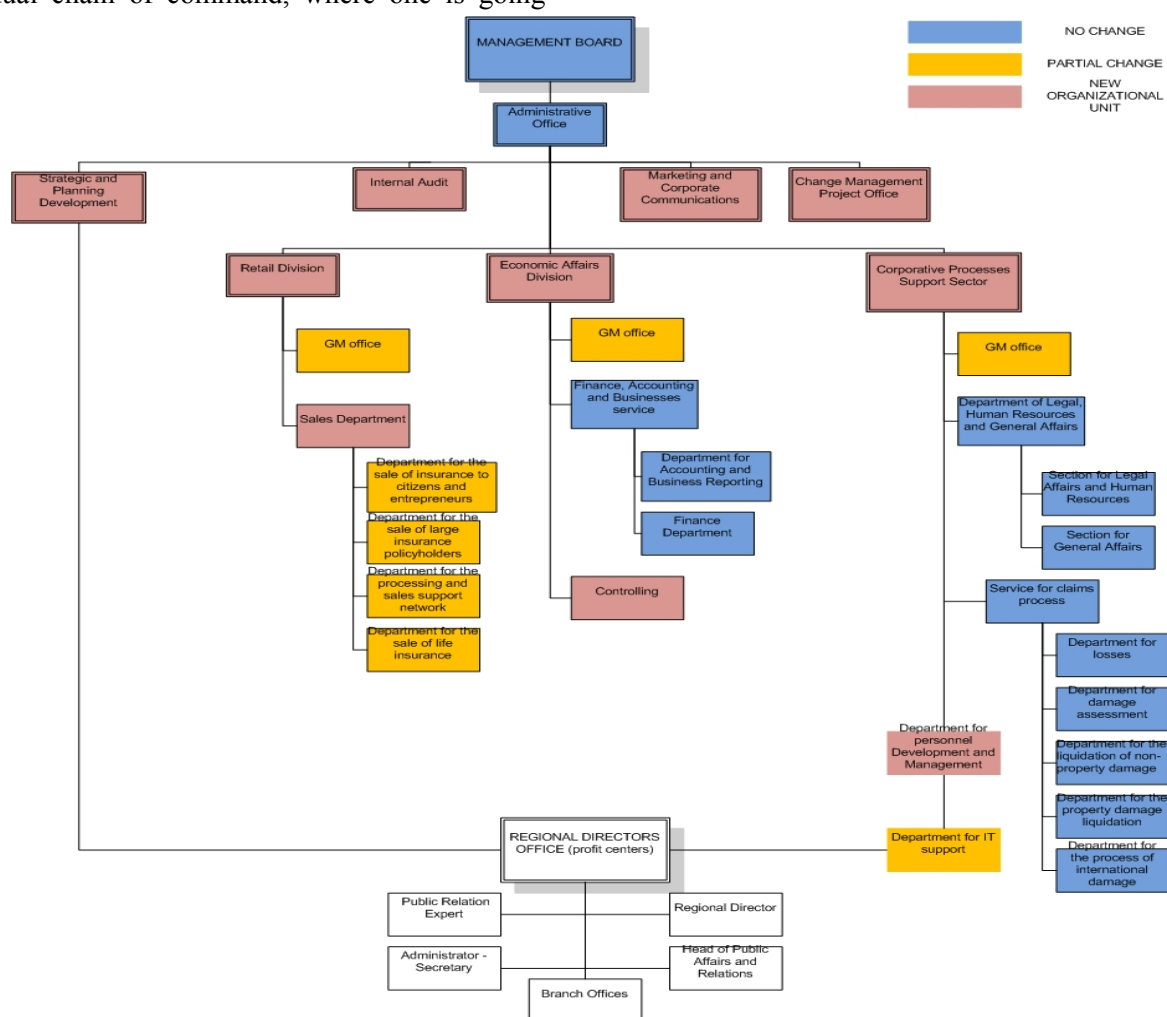 dual chain of command, where one is going
MANAGEMENT BOARD
NO CHANGE
PARTIAL CHANGE
NEW
ORGANIZATIONAL
UNIT
Administrative
Office
Strategic and
Planning
Development
Internal Audit
Marketing and
Corporate
Communications
Change Management
Project Office
Retail Division
Economic Affairs
Division
Corporative Processes
Support Sector
GM office
GM office
GM office
Finance, Accounting
and Businesses
service
Department of Legal,
Human Resources
and General Affairs
Sales Department
Department for the
sale of insurance to
citizens and
entrepreneurs
Department for
Accounting and
Business Reporting
Section for Legal
Affairs and Human
Resources
Department for the
sale of large
insurance
policyholders
Finance
Department
Section for
General Affairs
Department for the
processing and
sales support
network
Controlling
Service for claims
process
Department for the
sale of life
insurance
Department for
losses
Department for
damage
assessment
Department for
personnel
Development and
Management
Department for the
liquidation of non-
property damage
Department for the
property damage
liquidation
REGIONAL DIRECTORS
OFFICE (profit centers)
Department for IT
support
Department for
the process of
international
damage
Public Relation
Expert
Regional Director
Administrator -
Secretary
Head of Public
Affairs and
Relations
Branch Offices